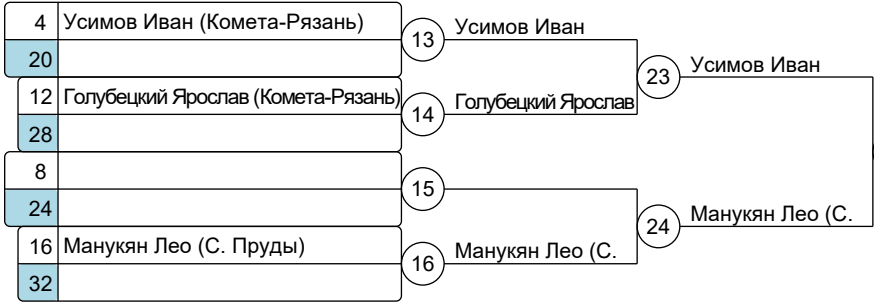 4 Усимов Иван (Комета-Рязань)
20
13 Усимов Иван
12 Голубецкий Ярослав (Комета-Рязань)
28
14 Голубецкий Ярослав
23 Усимов Иван
8
24
15
16 Манукян Лео (С. Пруды)
32
16 Манукян Лео (С.
24 Манукян Лео (С.